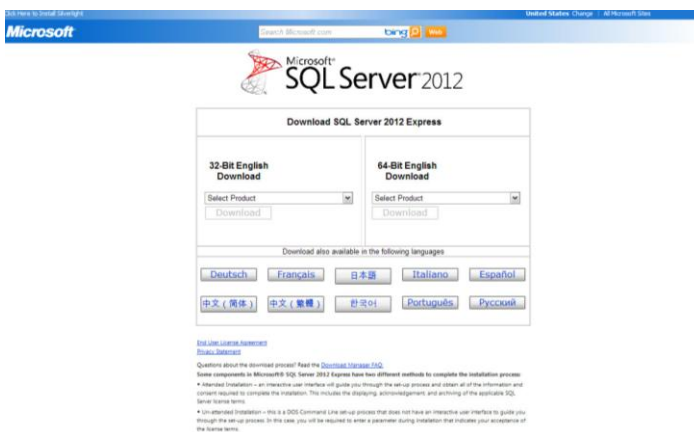 Click Here to Install Silverlight
United States Change | All Microsoft Sites
Microsoft
Search Microsoft.com
bing
Web
Microsoft®
SQL Server® 2012
Download SQL Server 2012 Express
32-Bit English
Download
64-Bit English
Download
Select Product
Select Product
Download
Download
Download also available in the following languages
Deutsch
Français
日本語
Italiano
Español
中文(简体)
中文(繁體)
한국어
Português
Русский
End User License Agreement
Privacy Statement
Questions about the download process? Read the Download Manager FAQ.
Some components in Microsoft® SQL Server 2012 Express have two different methods to complete the installation process:
• Attended Installation – an interactive user interface will guide you through the set-up process and obtain all of the information and
consent required to complete the installation. This includes the displaying, acknowledgement, and archiving of the applicable SQL
Server license terms.
• Un-attended Installation – this is a DOS Command Line set-up process that does not have an interactive user interface to guide you
through the set-up process. In this case, you will be required to enter a parameter during installation that indicates your acceptance of
the license terms.